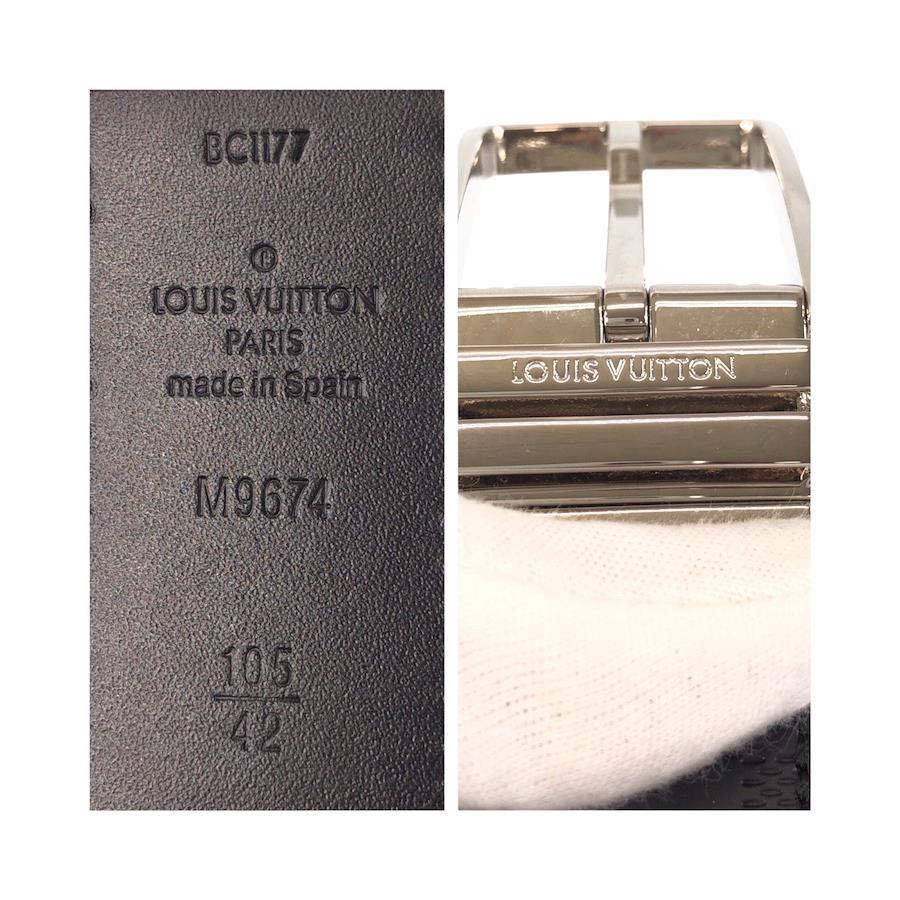 BC1177
LOUIS VUITTON
PARIS
made in Spain
M9674
105
42
LOUIS VUITTON